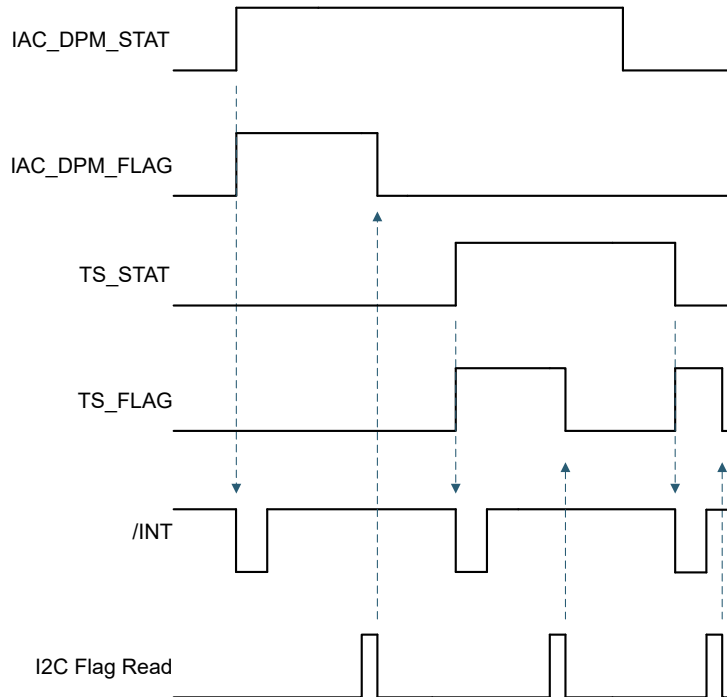 IAC_DPM_STAT
IAC_DPM_FLAG
TS_STAT
TS_FLAG
/INT
I2C Flag Read